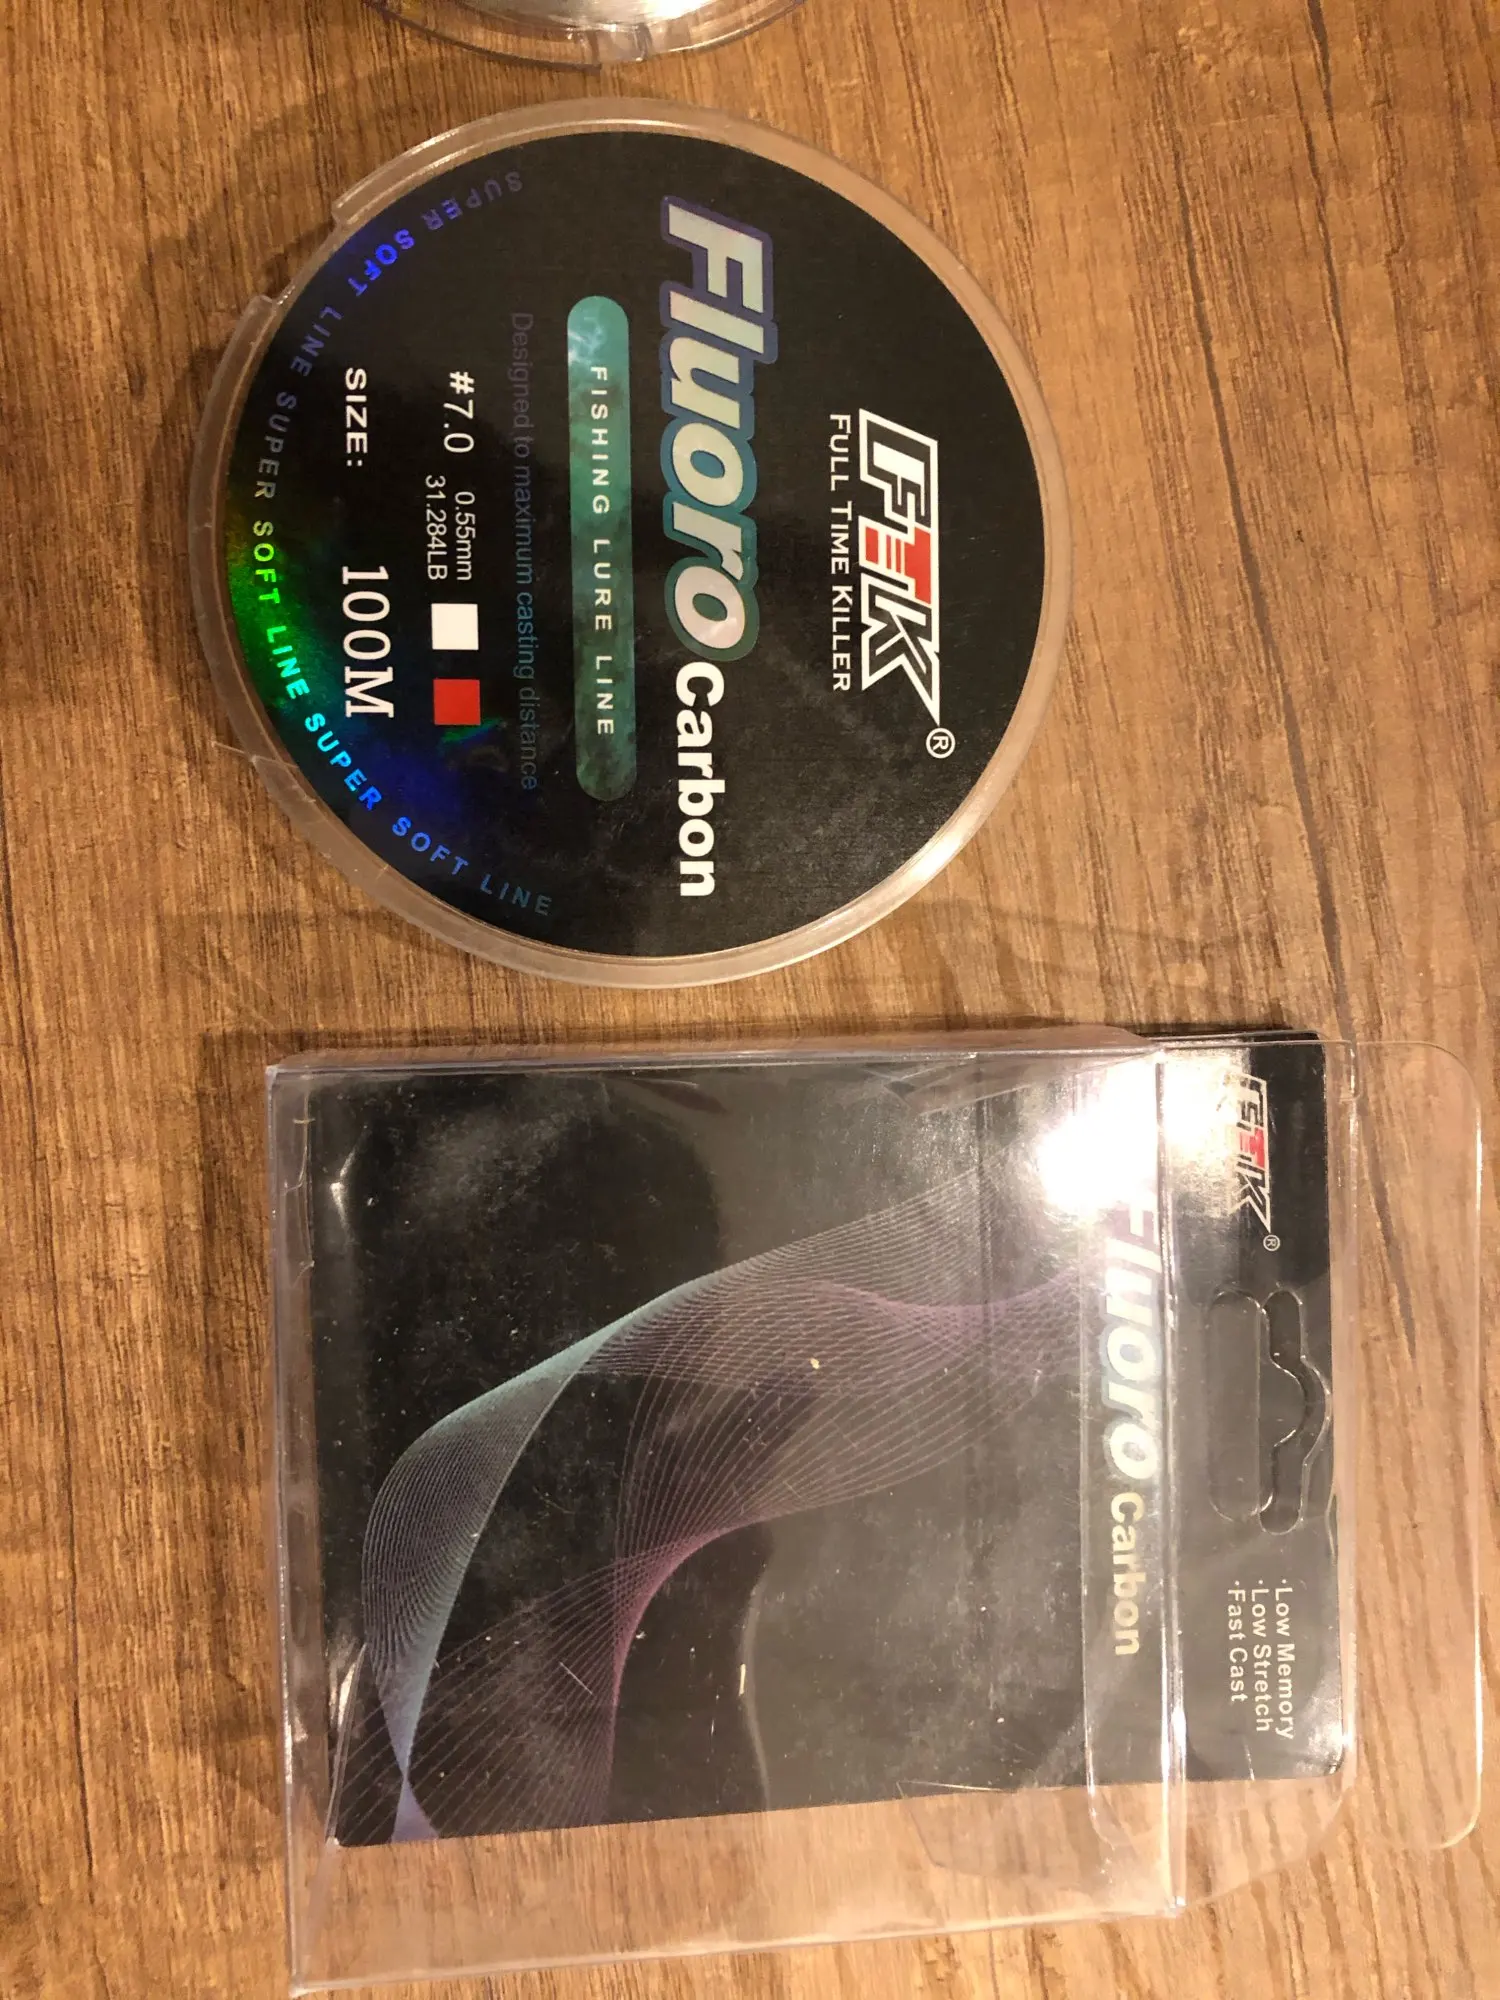 FTK®
FULL TIME KILLER
Fluoro Carbon
FISHING LURE LINE
Designed to maximum casting distance
#7.0 0.55mm
31.284LB
SIZE: 100M
SUPER SOFT LINE SUPER SOFT LINE SUPER SOFT LINE
FTK®
·Low Memory
·Low Stretch
·Fast Cast
Fluoro Carbon